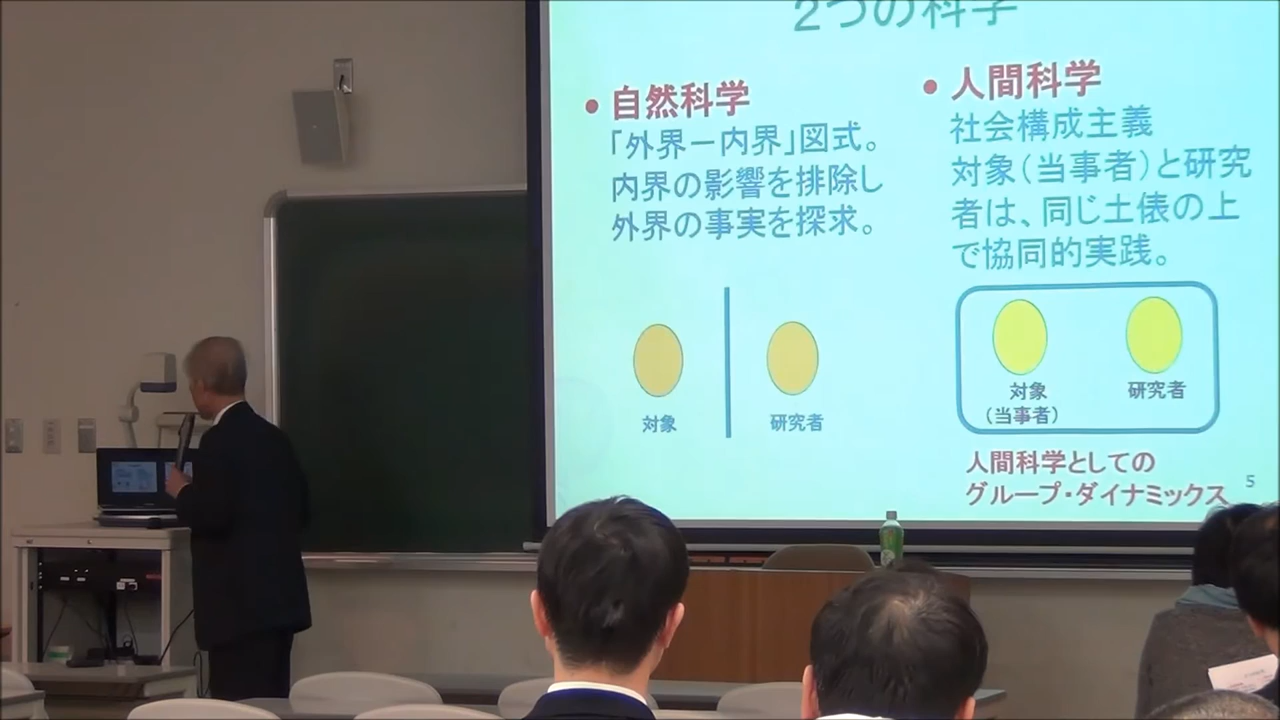 2つの科学
• 自然科学
「外界－内界」図式。
内界の影響を排除し
外界の事実を探求。
対象
研究者
• 人間科学
社会構成主義
対象（当事者）と研究
者は、同じ土俵の上
で協同的実践。
対象
（当事者）
研究者
人間科学としての
グループ・ダイナミックス
5